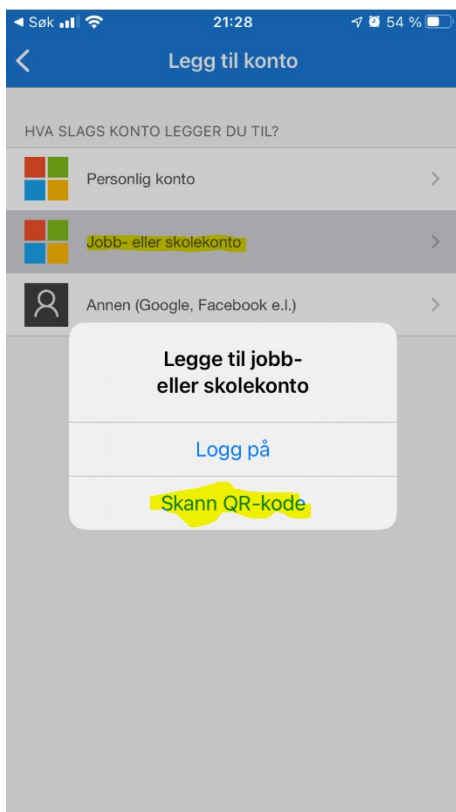 ◀ Søk 21:28 54 %
Legg til konto
HVA SLAGS KONTO LEGGER DU TIL?
Personlig konto
Jobb- eller skolekonto
Annen (Google, Facebook e.l.)
Legge til jobb-
eller skolekonto
Logg på
Skann QR-kode